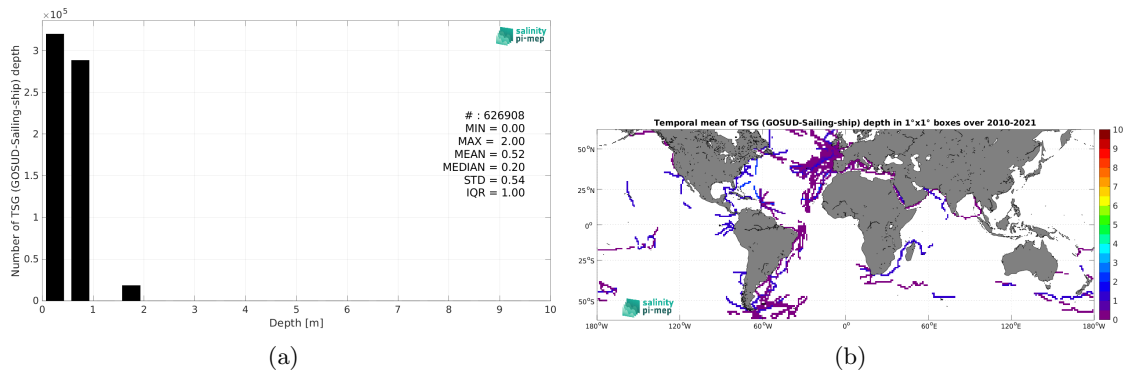 ×10⁵
3
2.5
2
1.5
1
0.5
0
Number of TSG (GOSUD-Sailing-ship) depth
salinity
pi-mep
# : 626908
MIN = 0.00
MAX = 2.00
MEAN = 0.52
MEDIAN = 0.20
STD = 0.54
IQR = 1.00
0 1 2 3 4 5 6 7 8 9 10
Depth [m]
(a)
Temporal mean of TSG (GOSUD-Sailing-ship) depth in 1°x1° boxes over 2010-2021
50°N
25°N
0°
25°S
50°S
salinity
pi-mep
180°W 120°W 60°W 0° 60°E 120°E 180°W
10
9
8
7
6
5
4
3
2
1
0
(b)